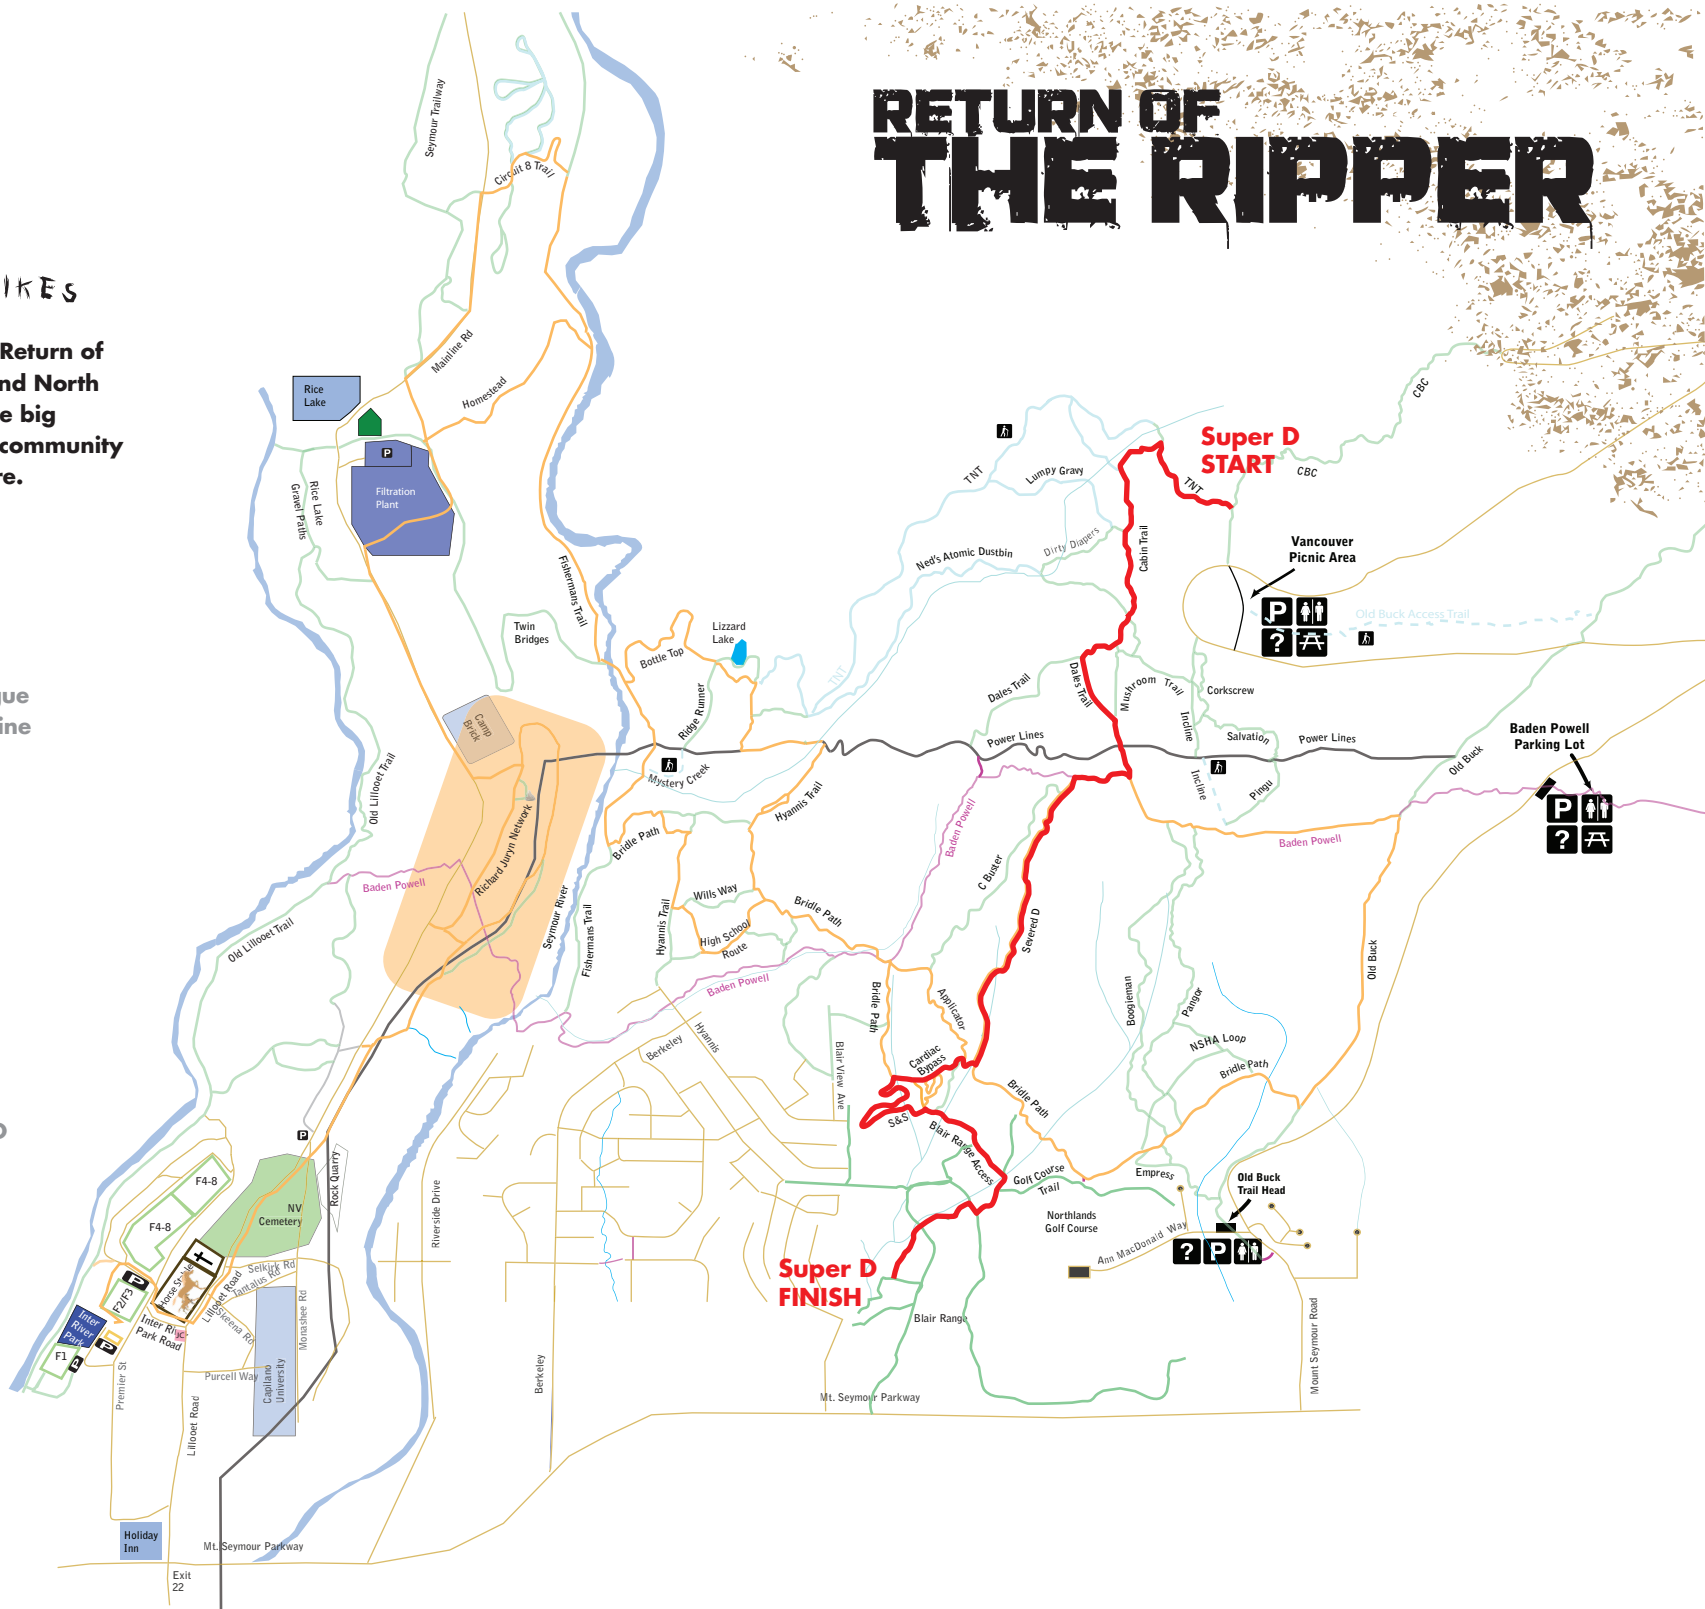 RETURN OF
THE RIPPER
IKES
Return of
nd North
e big
community
re.
gue
ine
Seymour Trailway
Circuit 8 Trail
Mainline Rd
Homestead
Rice
Lake
P
Filtration
Plant
Rice Lake
Gravel Paths
Fishermans Trail
Twin
Bridges
Lizzard
Lake
Bottle Top
Ridge Runner
TNT
TNT
Lumpy Gravy
Ned's Atomic Dustbin
Dirty Diapers
Super D
START
TNT
Cabin Trail
CBC
CBC
Vancouver
Picnic Area
P
?
Old Buck Access Trail
Dales Trail
Dales Trail
Mushroom Trail
Corkscrew
Incline
Salvation
Power Lines
Power Lines
Incline
Pingu
Old Buck
Baden Powell
Parking Lot
P
?
Baden Powell
Camp
Brick
Mystery Creek
Hyannis Trail
Bridle Path
Old Lillooet Trail
Richard Juryn Network
Baden Powell
Baden Powell
C Buster
Wills Way
Bridle Path
High School
Route
Hyannis Trail
Seymour River
Fishermans Trail
Old Lillooet Trail
Baden Powell
Severed D
Old Buck
Boogieman
Pangor
NSHA Loop
Bridle Path
Bridle Path
Applicator
Cardiac
Bypass
Hyannis
Berkeley
Blair View Ave
Bridle Path
S&S
Blair Range Access
Golf Course
Trail
Empress
Northlands
Golf Course
Ann MacDonald Way
Old Buck
Trail Head
? P
P
Rock Quarry
F4-8
F4-8
NV
Cemetery
Riverside Drive
Super D
FINISH
Horse Stables
Selkirk Rd
Tantalus Rd
Lillooet Road
Skeena Rd
Monashee Rd
P
F2/F3
Inter
River
Park
Inter River
Park Road
P
F1
P
Blair Range
Mount Seymour Road
Premier St
Purcell Way
Capilano
University
Lillooet Road
Berkeley
Mt. Seymour Parkway
Holiday
Inn
Mt. Seymour Parkway
Exit
22